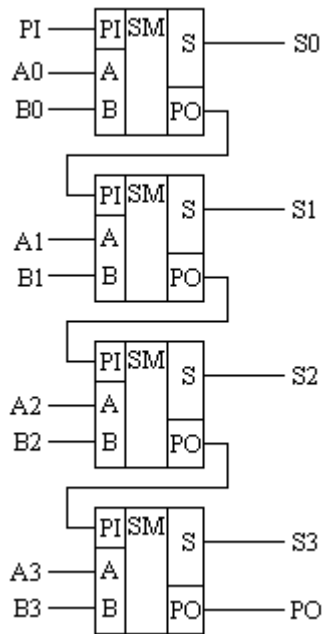 PI PI SM S S0
A0 A
B0 B PO
PI SM S S1
A1 A
B1 B PO
PI SM S S2
A2 A
B2 B PO
PI SM S S3
A3 A
B3 B PO PO